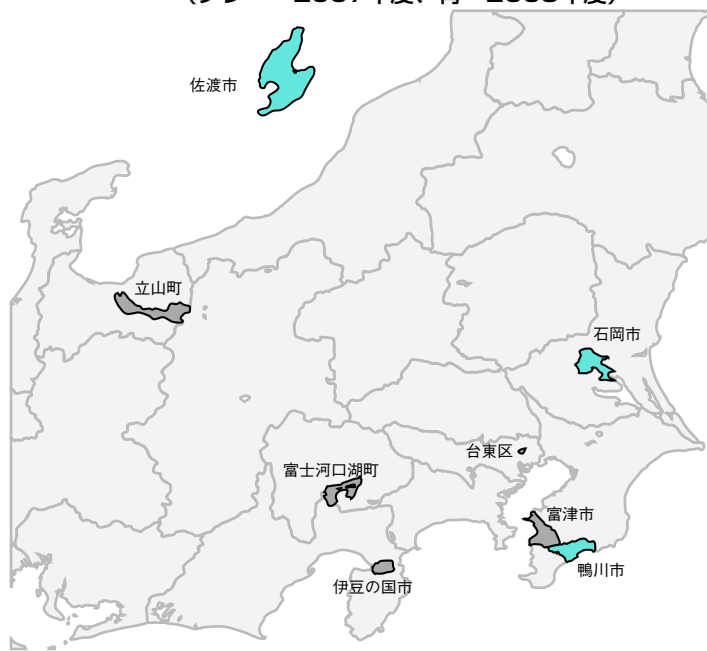 佐渡市
立山町
石岡市
台東区
富士河口湖町
富津市
鴨川市
伊豆の国市